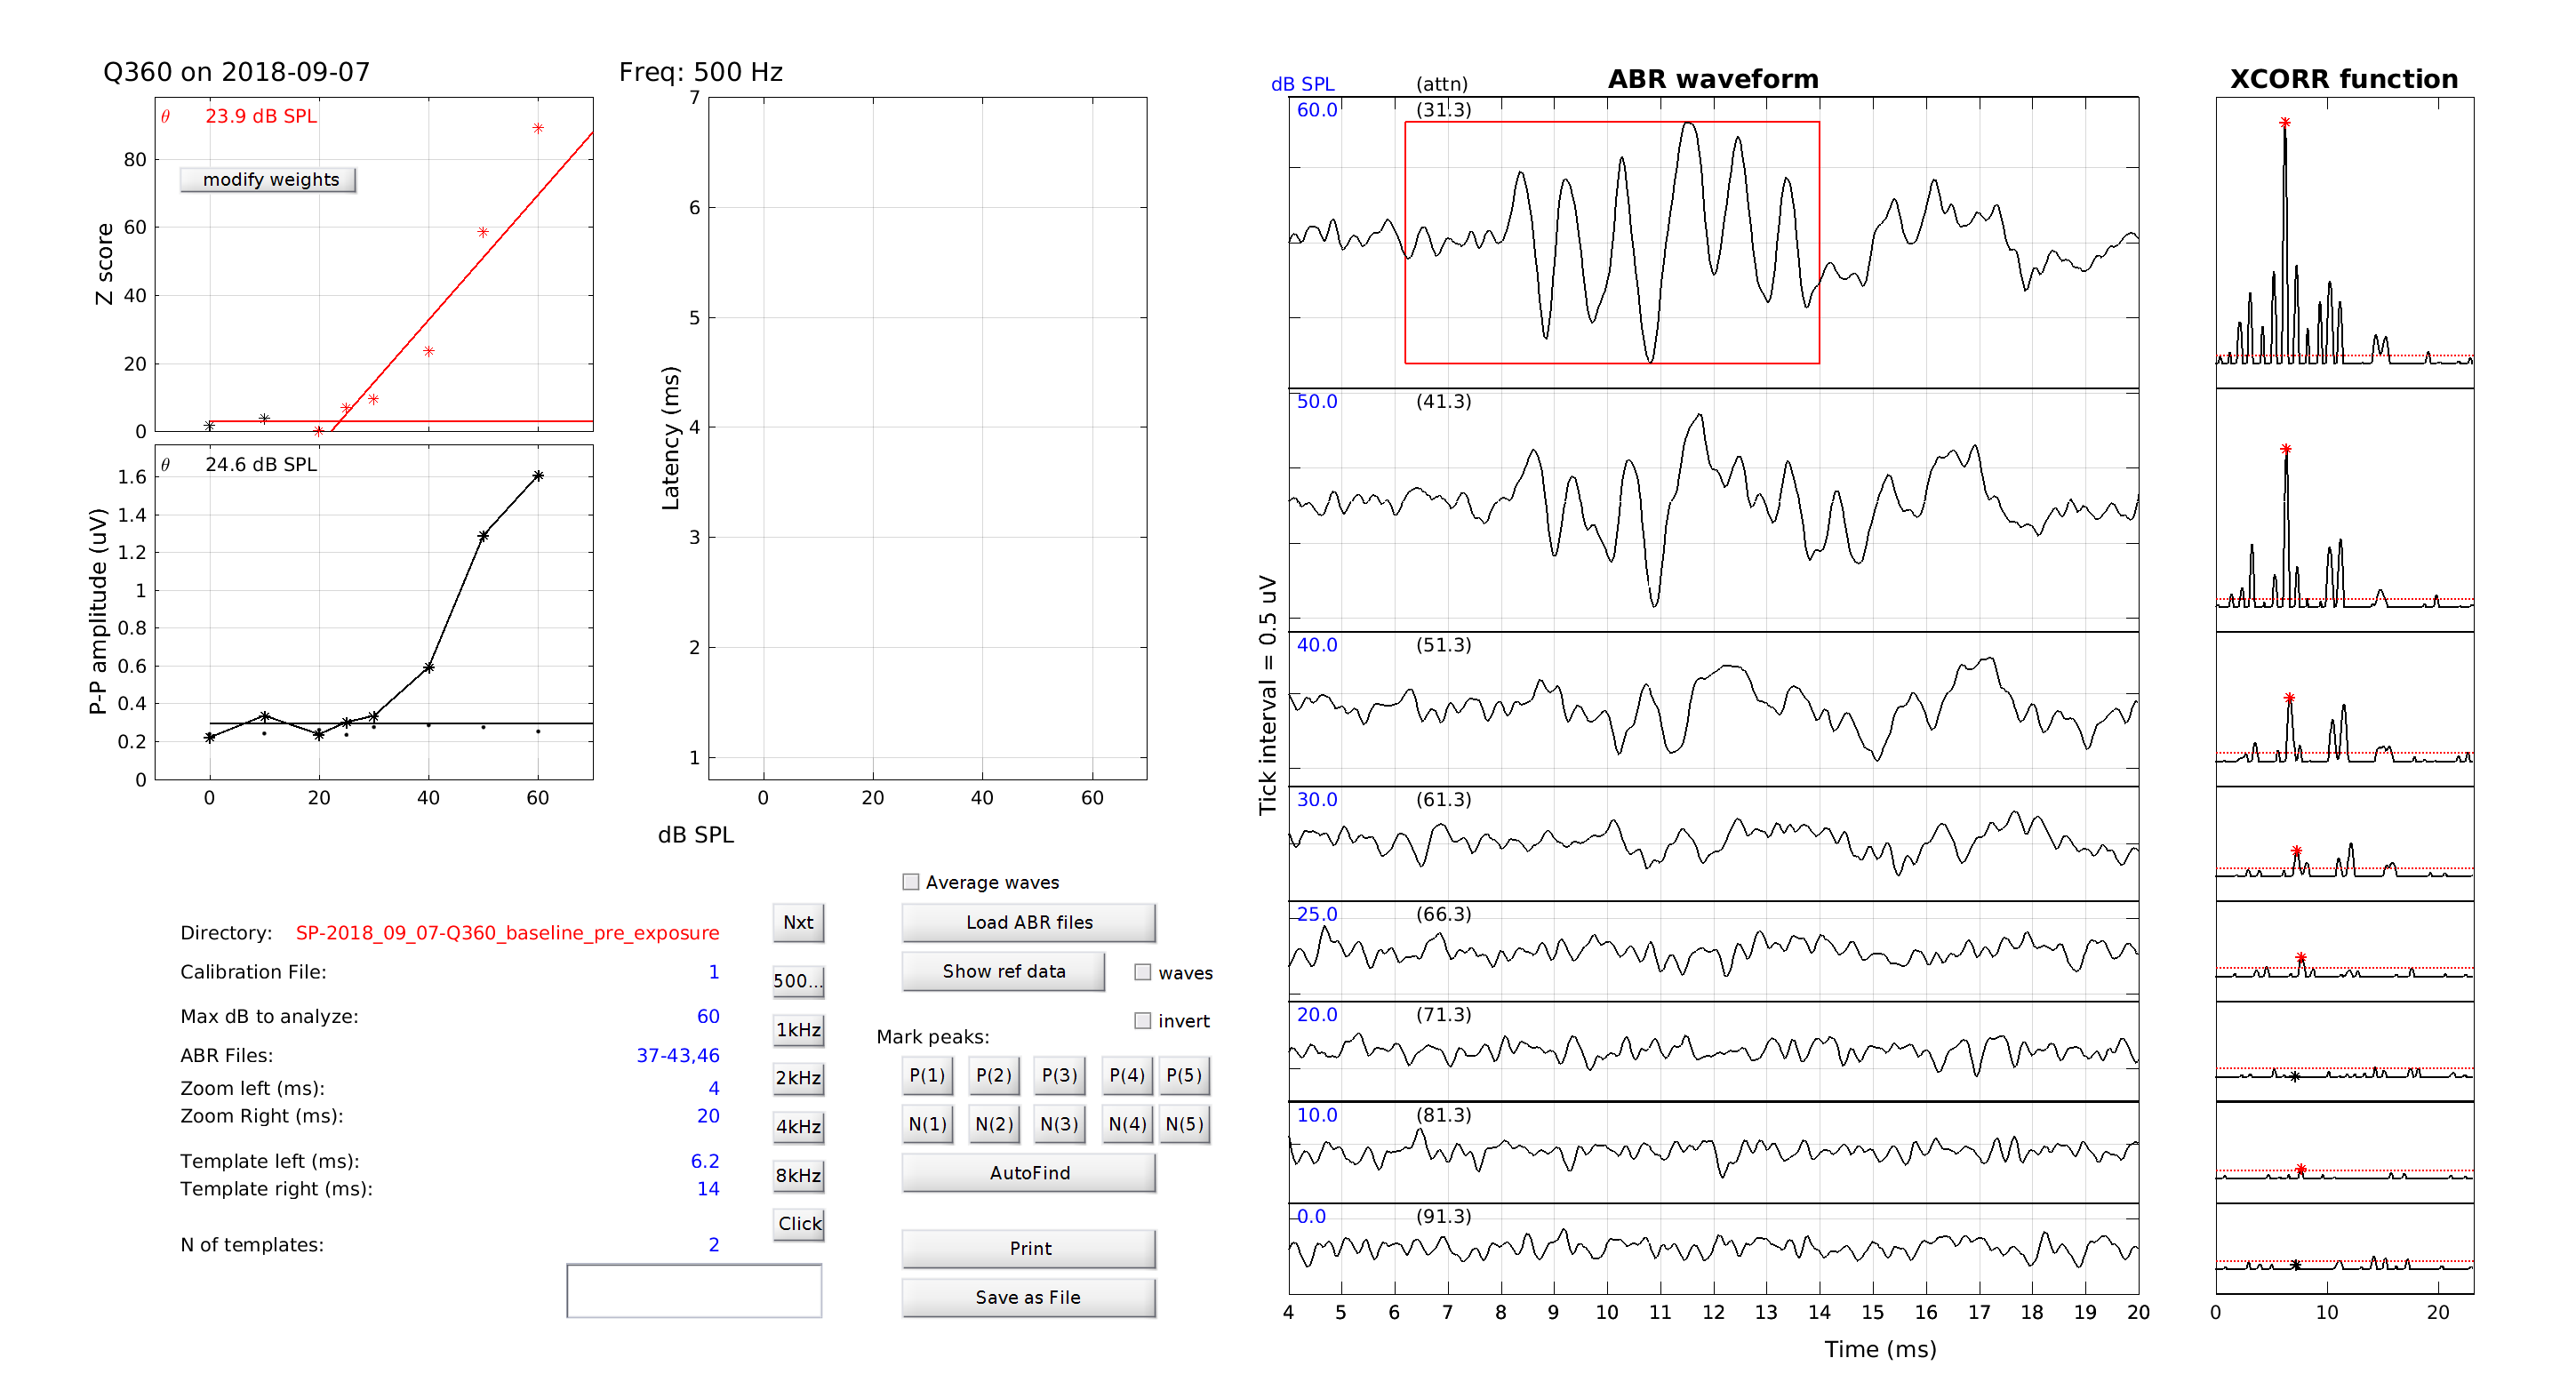 Q360 on 2018-09-07
Freq: 500 Hz
θ 23.9 dB SPL
modify weights
Z score
80
60
40
20
0
θ 24.6 dB SPL
P-P amplitude (uV)
1.6
1.4
1.2
1
0.8
0.6
0.4
0.2
0
0 20 40 60
Latency (ms)
7
6
5
4
3
2
1
0 20 40 60
dB SPL
Directory: SP-2018_09_07-Q360_baseline_pre_exposure
Calibration File: 1
Max dB to analyze: 60
ABR Files: 37-43,46
Zoom left (ms): 4
Zoom Right (ms): 20
Template left (ms): 6.2
Template right (ms): 14
N of templates: 2
Nxt
500...
1kHz
2kHz
4kHz
8kHz
Click
Average waves
Load ABR files
Show ref data
waves
invert
Mark peaks:
P(1) P(2) P(3) P(4) P(5)
N(1) N(2) N(3) N(4) N(5)
AutoFind
Print
Save as File
dB SPL (attn) ABR waveform
60.0 (31.3)
50.0 (41.3)
40.0 (51.3)
30.0 (61.3)
25.0 (66.3)
20.0 (71.3)
10.0 (81.3)
0.0 (91.3)
Tick interval = 0.5 uV
4 5 6 7 8 9 10 11 12 13 14 15 16 17 18 19 20
Time (ms)
XCORR function
0 10 20